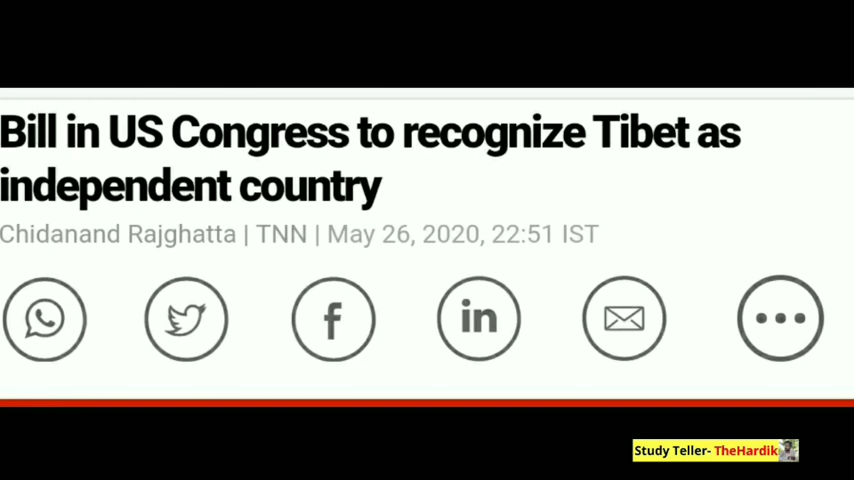 Bill in US Congress to recognize Tibet as
independent country
Chidanand Rajghatta | TNN | May 26, 2020, 22:51 IST
Study Teller- TheHardik